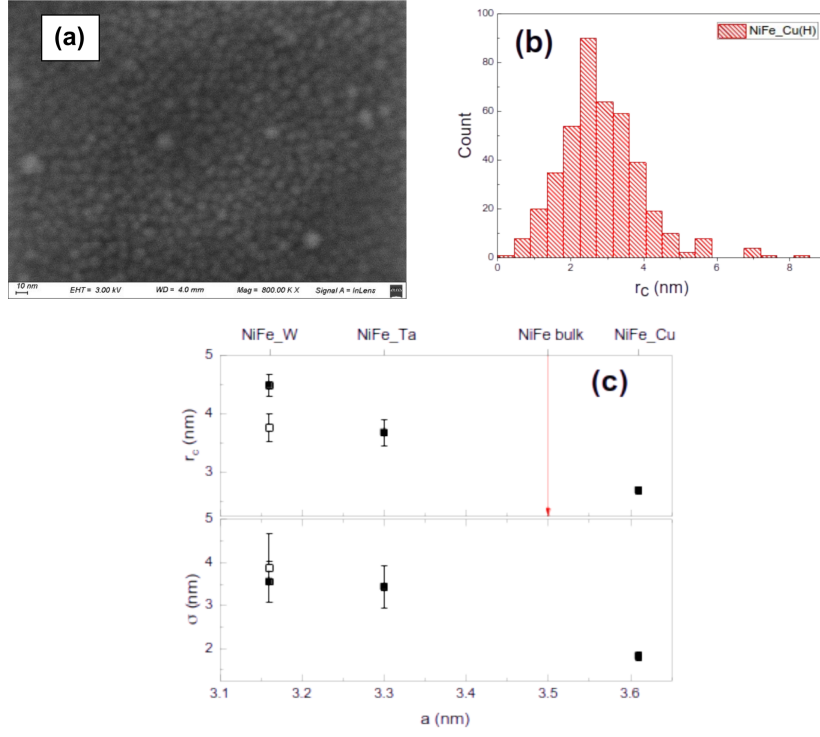 (a)
10 nm EHT = 3.00 kV WD = 4.0 mm Mag = 800.00 K X Signal A = InLens
(b)
NiFe_Cu(H)
100
80
60
40
20
0
Count
0 2 4 6 8
r_C (nm)
NiFe_W NiFe_Ta NiFe bulk NiFe_Cu
(c)
5
4
3
r_c (nm)
5
4
3
2
σ (nm)
3.1 3.2 3.3 3.4 3.5 3.6
a (nm)